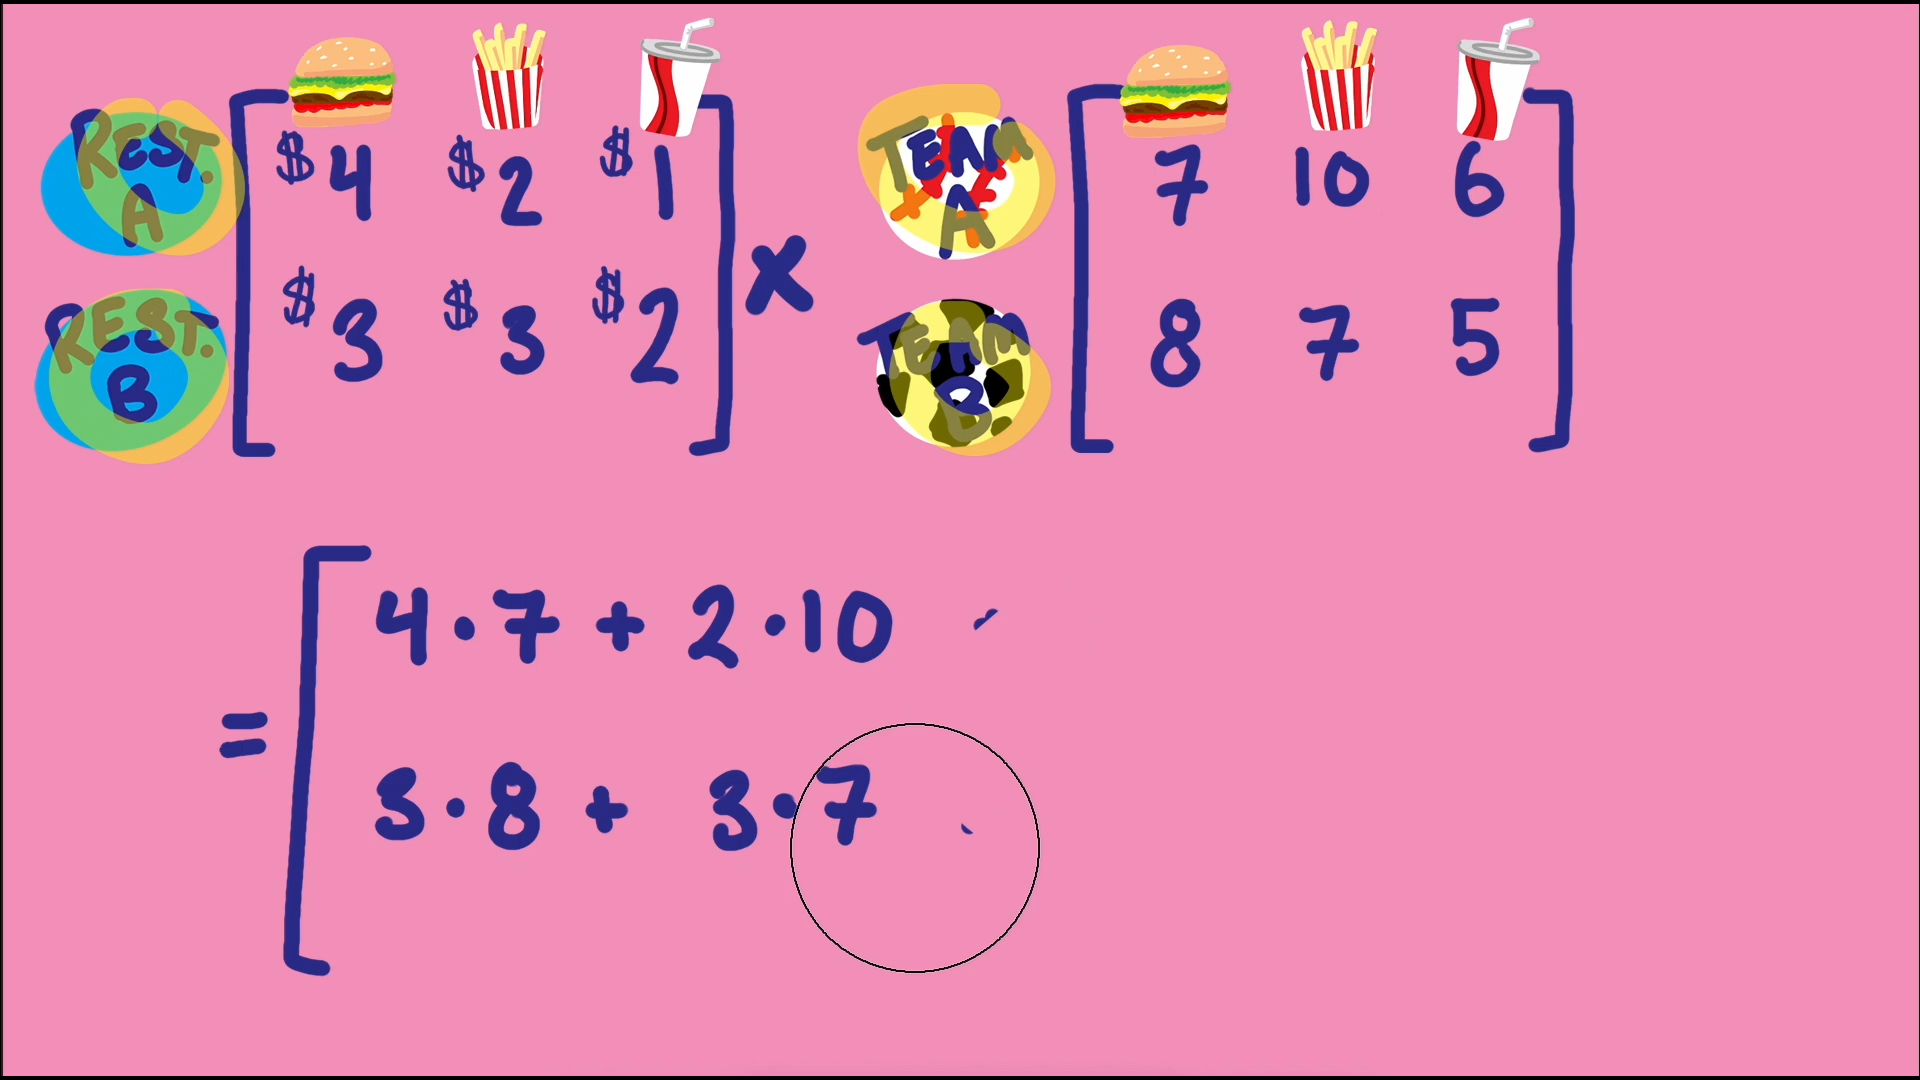 REST. A
$4 $2 $1
REST. B
$3 $3 $2
×
TEAM A
7 10 6
TEAM B
8 7 5
=
4·7 + 2·10
3·8 + 3·7